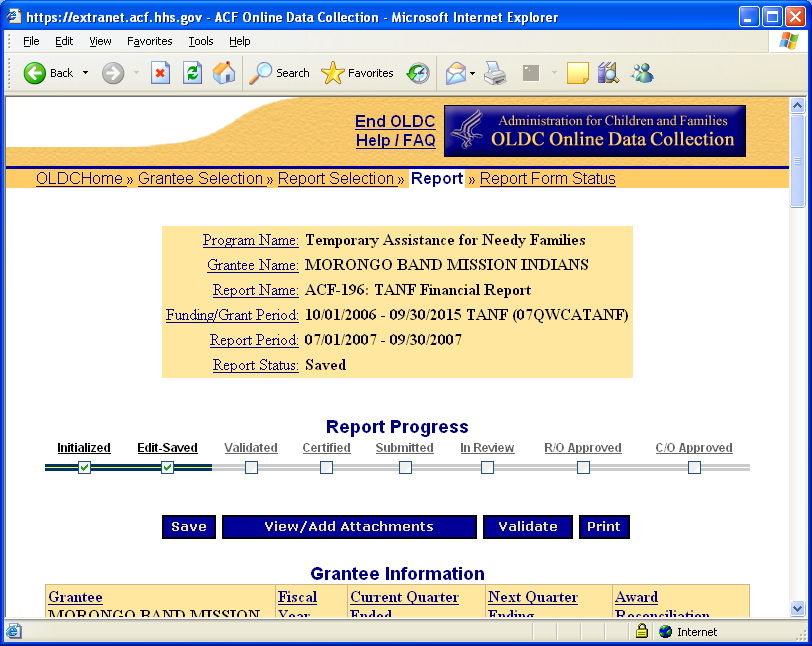 https://extranet.acf.hhs.gov - ACF Online Data Collection - Microsoft Internet Explorer
File Edit View Favorites Tools Help
Back Search Favorites
End OLDC
Help / FAQ
Administration for Children and Families
OLDC Online Data Collection
OLDCHome » Grantee Selection » Report Selection » Report » Report Form Status
Program Name: Temporary Assistance for Needy Families
Grantee Name: MORONGO BAND MISSION INDIANS
Report Name: ACF-196: TANF Financial Report
Funding/Grant Period: 10/01/2006 - 09/30/2015 TANF (07QWCATANF)
Report Period: 07/01/2007 - 09/30/2007
Report Status: Saved
Report Progress
Initialized Edit-Saved Validated Certified Submitted In Review R/O Approved C/O Approved
Save View/Add Attachments Validate Print
Grantee Information
Grantee Fiscal Current Quarter Next Quarter Award
MORONGO BAND MISSION Year Ended Ending Reconciliation
Internet